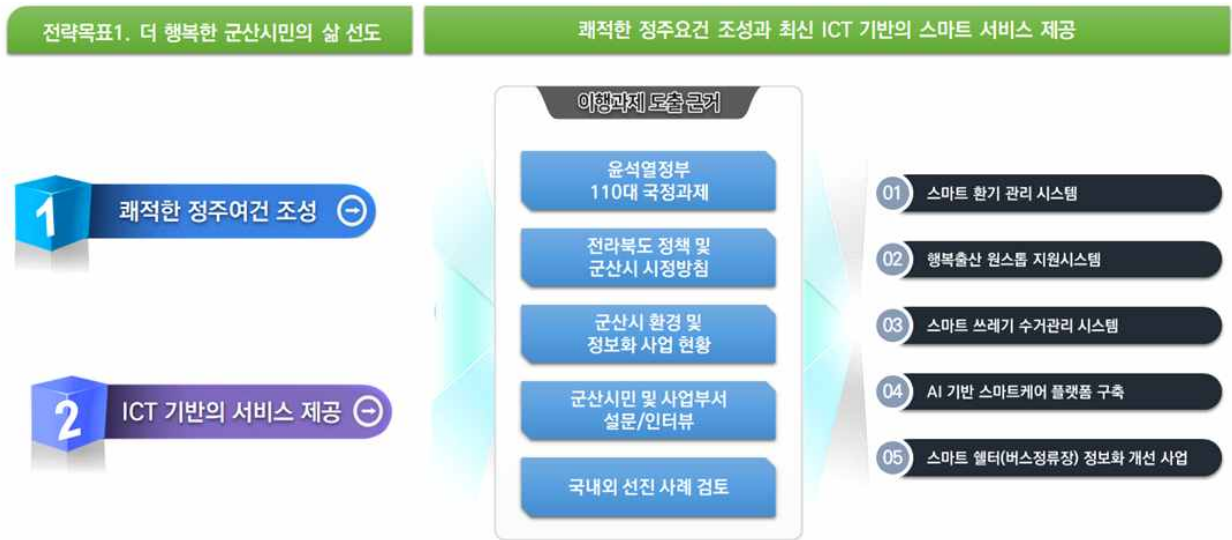 전략목표1. 더 행복한 군산시민의 삶 선도
쾌적한 정주요건 조성과 최신 ICT 기반의 스마트 서비스 제공
1
쾌적한 정주여건 조성
2
ICT 기반의 서비스 제공
이행과제 도출 근거
윤석열정부
110대 국정과제
전라북도 정책 및
군산시 시정방침
군산시 환경 및
정보화 사업 현황
군산시민 및 사업부서
설문/인터뷰
국내외 선진 사례 검토
01 스마트 환기 관리 시스템
02 행복출산 원스톱 지원시스템
03 스마트 쓰레기 수거관리 시스템
04 AI 기반 스마트케어 플랫폼 구축
05 스마트 쉘터(버스정류장) 정보화 개선 사업